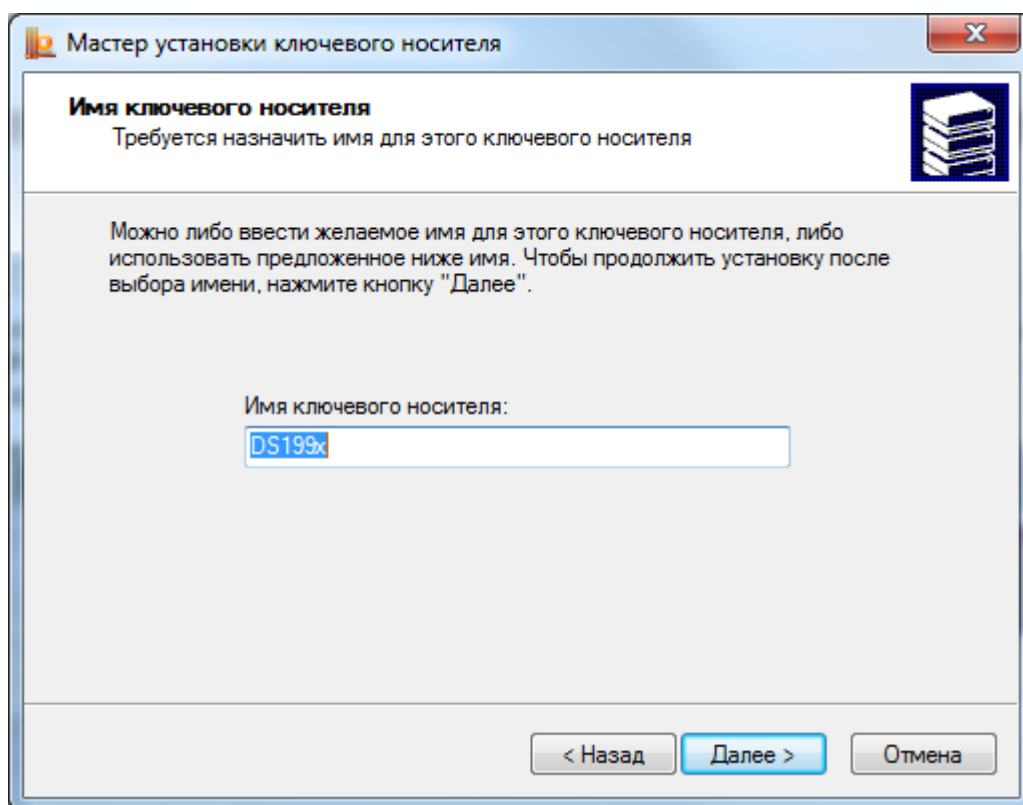 Мастер установки ключевого носителя
Имя ключевого носителя
Требуется назначить имя для этого ключевого носителя
Можно либо ввести желаемое имя для этого ключевого носителя, либо
использовать предложенное ниже имя. Чтобы продолжить установку после
выбора имени, нажмите кнопку "Далее".
Имя ключевого носителя:
DS199x
< Назад Далее > Отмена